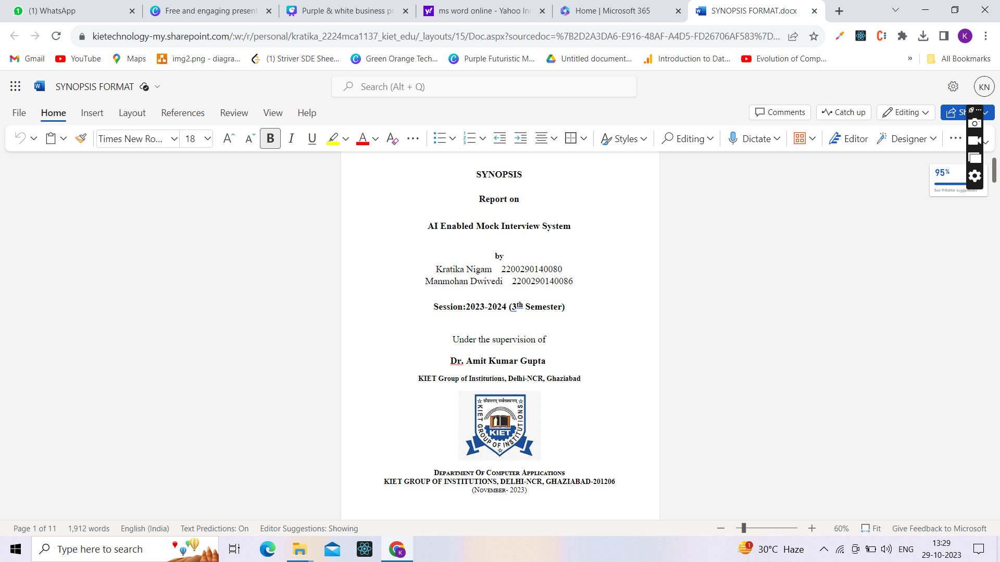 (1) WhatsApp
Free and engaging present
Purple & white business pr
ms word online - Yahoo In
Home | Microsoft 365
SYNOPSIS FORMAT.docx
kietechnology-my.sharepoint.com/:w:/r/personal/kratika_2224mca1137_kiet_edu/_layouts/15/Doc.aspx?sourcedoc=%7B2D2A3DA6-E916-48AF-A4D5-FD26706AF583%7D...
K
Gmail
YouTube
Maps
img2.png - diagra...
(1) Striver SDE Shee...
Green Orange Tech...
Purple Futuristic M...
Untitled document...
Introduction to Dat...
Evolution of Comp...
»
All Bookmarks
SYNOPSIS FORMAT
Search (Alt + Q)
KN
File Home Insert Layout References Review View Help
Comments
Catch up
Editing
Sh
Times New Ro...
18
B I U
Styles
Editing
Dictate
Editor
Designer
95%
See 11 Editor suggestions
SYNOPSIS
Report on
AI Enabled Mock Interview System
by
Kratika Nigam 2200290140080
Manmohan Dwivedi 2200290140086
Session:2023-2024 (3th Semester)
Under the supervision of
Dr. Amit Kumar Gupta
KIET Group of Institutions, Delhi-NCR, Ghaziabad
कौशलम् सर्वसाधनम्
KIET GROUP OF INSTITUTIONS
KIET
DEPARTMENT OF COMPUTER APPLICATIONS
KIET GROUP OF INSTITUTIONS, DELHI-NCR, GHAZIABAD-201206
(NOVEMBER- 2023)
Page 1 of 11
1,912 words
English (India)
Text Predictions: On
Editor Suggestions: Showing
60%
Fit
Give Feedback to Microsoft
Type here to search
1
30°C Haze
ENG
13:29
29-10-2023